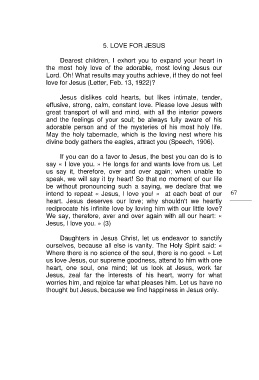 5. LOVE FOR JESUS
Dearest children, I exhort you to expand your heart in
the most holy love of the adorable, most loving Jesus our
Lord. Oh! What results may youths achieve, if they do not feel
love for Jesus (Letter, Feb. 13, 1922)?
Jesus dislikes cold hearts, but likes intimate, tender,
effusive, strong, calm, constant love. Please love Jesus with
great transport of will and mind, with all the interior powers
and the feelings of your soul; be always fully aware of his
adorable person and of the mysteries of his most holy life.
May the holy tabernacle, which is the loving nest where his
divine body gathers the eagles, attract you (Speech, 1906).
If you can do a favor to Jesus, the best you can do is to
say « I love you. » He longs for and wants love from us. Let
us say it, therefore, over and over again; when unable to
speak, we will say it by heart! So that no moment of our life
be without pronouncing such a saying, we declare that we
intend to repeat « Jesus, I love you! » at each beat of our
heart. Jesus deserves our love; why shouldn't we heartly
reciprocate his infinite love by loving him with our little love?
We say, therefore, aver and over again with all our heart: «
Jesus, I love you. » (3)
Daughters in Jesus Christ, let us endeavor to sanctify
ourselves, because all else is vanity. The Holy Spirit said: «
Where there is no science of the soul, there is no good. » Let
us love Jesus, our supreme goodness, attend to him with one
heart, one soul, one mind; let us look at Jesus, work far
Jesus, zeal far the interests of his heart, worry for what
worries him, and rejoice far what pleases him. Let us have no
thought but Jesus, because we find happiness in Jesus only.
67